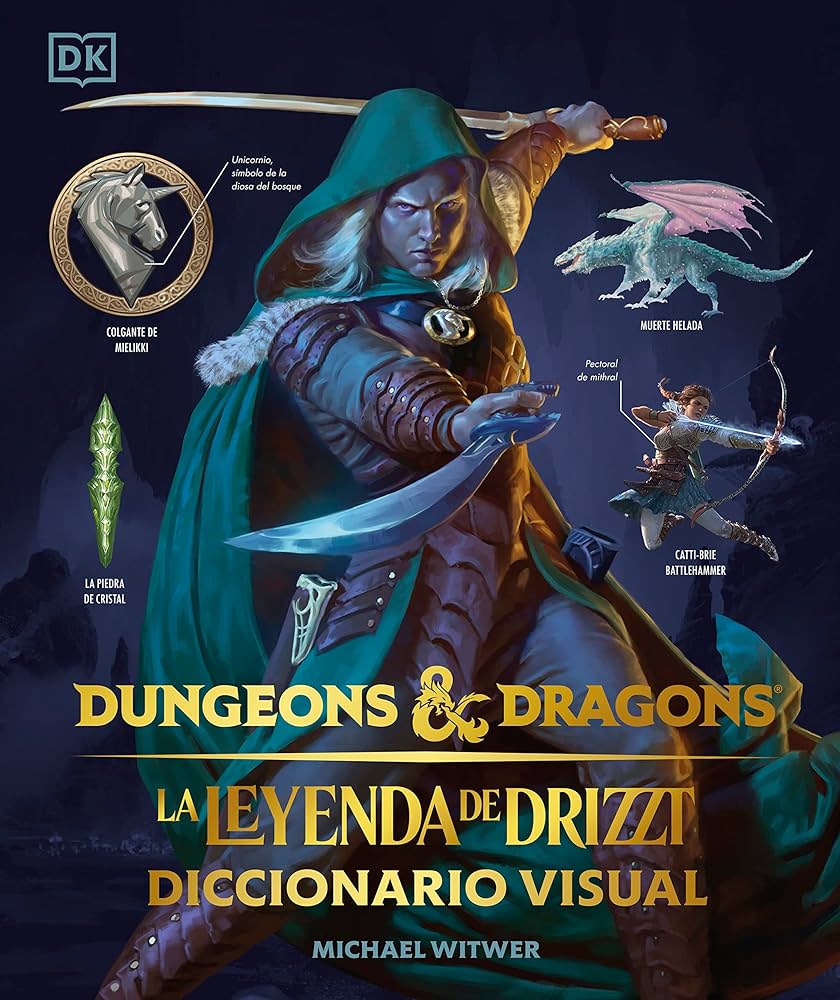 DK
Unicornio,
símbolo de la
diosa del bosque
COLGANTE DE
MIELIKKI
MUERTE HELADA
Pectoral
de mithral
LA PIEDRA
DE CRISTAL
CATTI-BRIE
BATTLEHAMMER
DUNGEONS & DRAGONS®
LA LEYENDA DE DRIZZT
DICCIONARIO VISUAL
MICHAEL WITWER